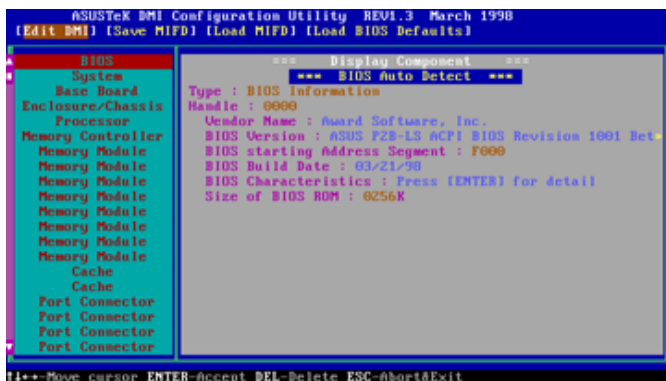 ASUSTeK DMI Configuration Utility REV1.3 March 1998
[Edit DMI] [Save MIFD] [Load MIFD] [Load BIOS Defaults]
BIOS
System
Base Board
Enclosure/Chassis
Processor
Memory Controller
Memory Module
Memory Module
Memory Module
Memory Module
Memory Module
Memory Module
Memory Module
Memory Module
Cache
Cache
Port Connector
Port Connector
Port Connector
Port Connector
=== Display Component ===
*** BIOS Auto Detect ***
Type : BIOS Information
Handle : 0000
Vendor Name : Award Software, Inc.
BIOS Version : ASUS P2B-LS ACPI BIOS Revision 1001 Bet
BIOS starting Address Segment : F000
BIOS Build Date : 03/21/98
BIOS Characteristics : Press [ENTER] for detail
Size of BIOS ROM : 0256K
↑↓←→-Move cursor ENTER-Accept DEL-Delete ESC-Abort&Exit